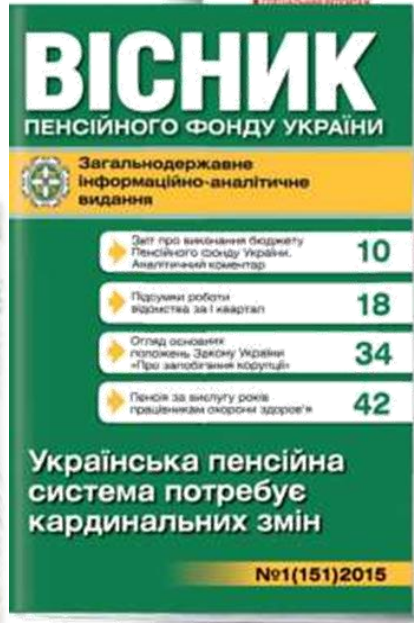 ВІСНИК
ПЕНСІЙНОГО ФОНДУ УКРАЇНИ
Загальнодержавне
інформаційно-аналітичне
видання
Звіт про виконання бюджету
Пенсійного фонду України.
Аналітичний коментар
10
Підсумки роботи
відомства за І квартал
18
Огляд основних
положень Закону України
«Про запобігання корупції»
34
Пенсія за вислугу років
працівникам охорони здоров'я
42
Українська пенсійна
система потребує
кардинальних змін
№1(151)2015